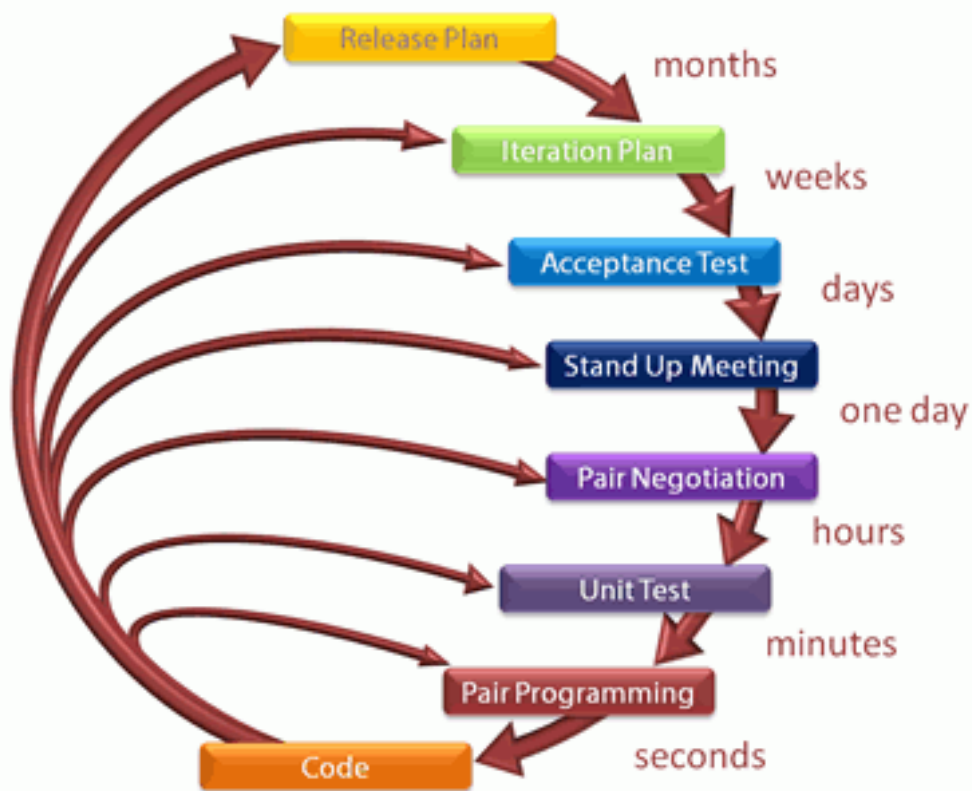 Release Plan
months
Iteration Plan
weeks
Acceptance Test
days
Stand Up Meeting
one day
Pair Negotiation
hours
Unit Test
minutes
Pair Programming
seconds
Code